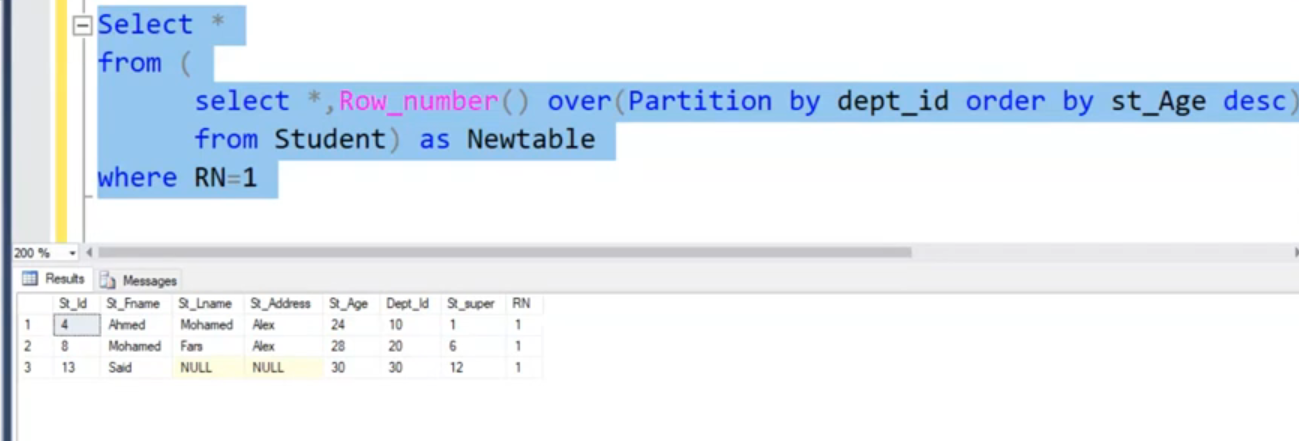 Select *
from (
select *,Row_number() over(Partition by dept_id order by st_Age desc)
from Student) as Newtable
where RN=1
200 %
Results Messages
St_Id St_Fname St_Lname St_Address St_Age Dept_Id St_super RN
1 4 Ahmed Mohamed Alex 24 10 1 1
2 8 Mohamed Fars Alex 28 20 6 1
3 13 Said NULL NULL 30 30 12 1